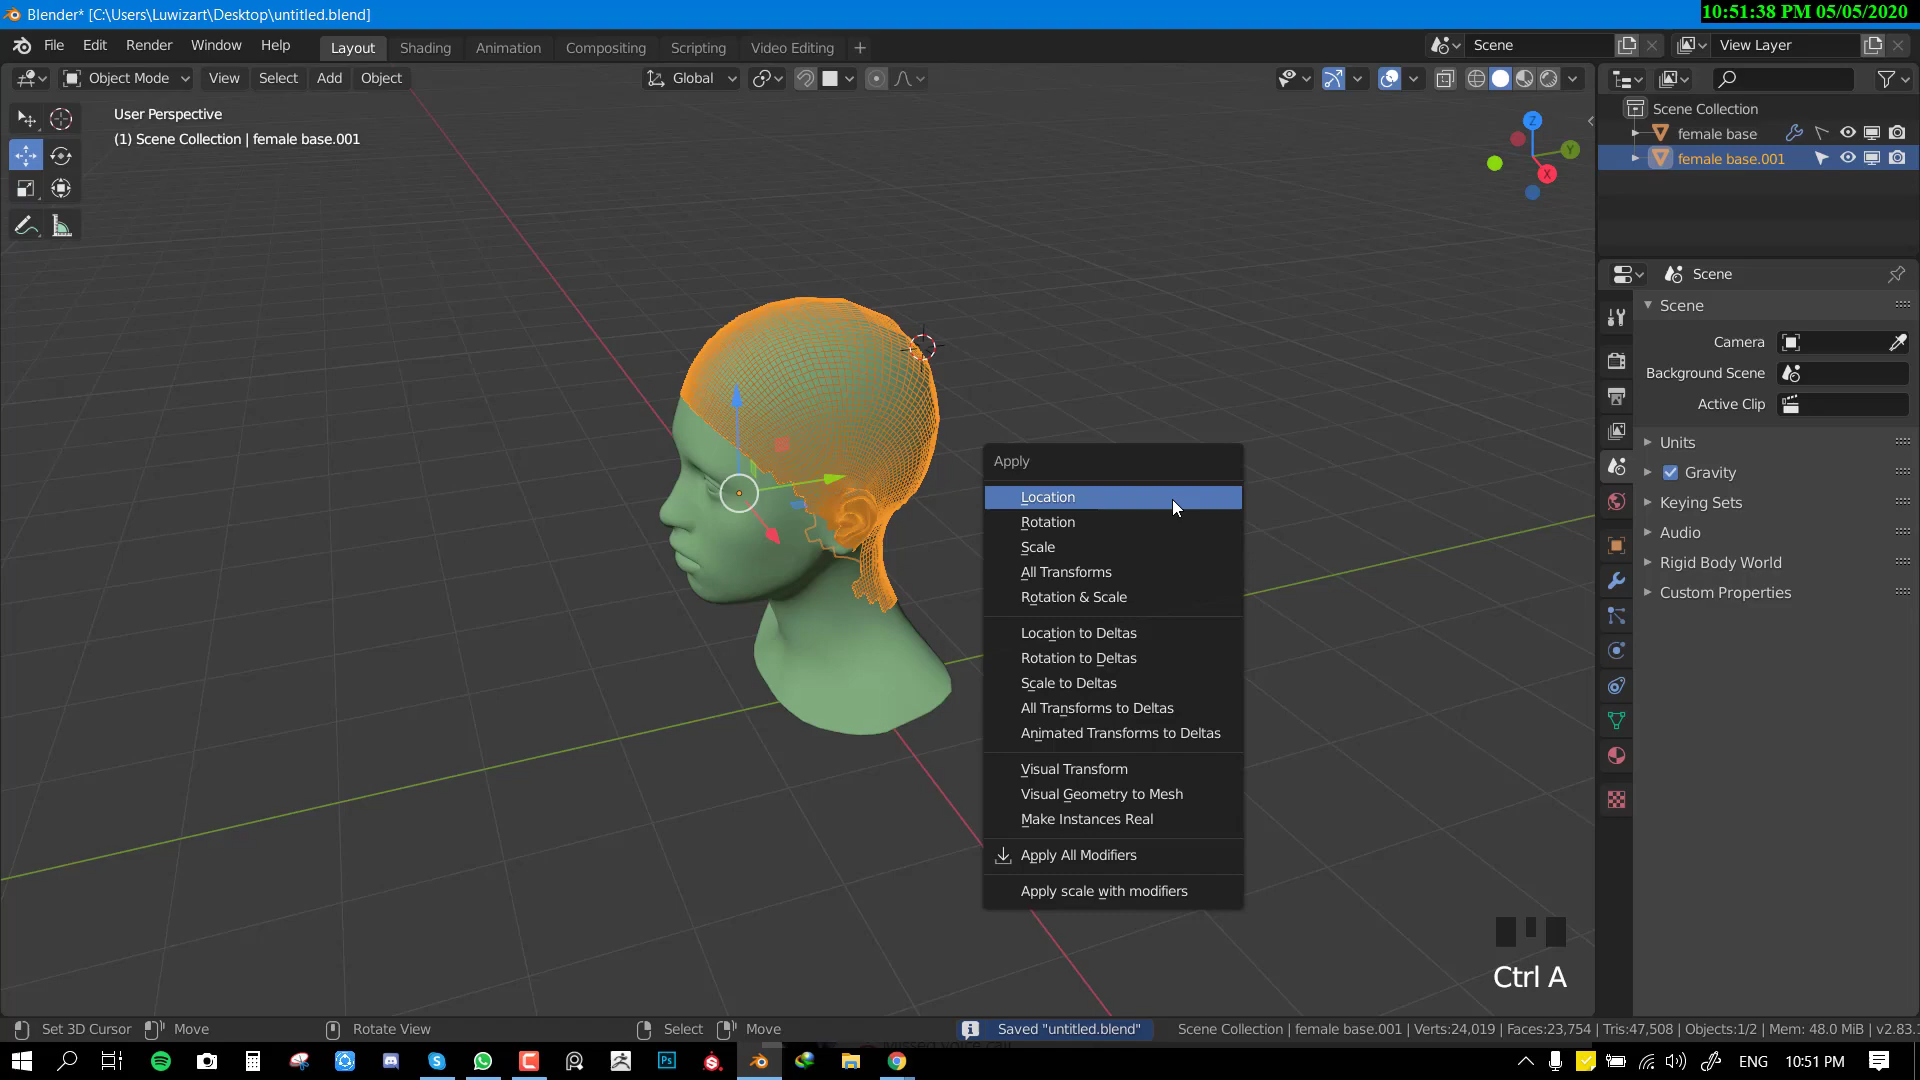 Blender* [C:\Users\Luwizart\Desktop\untitled.blend]
10:51:38 PM 05/05/2020
File Edit Render Window Help
Layout Shading Animation Compositing Scripting Video Editing
Scene
View Layer
Object Mode View Select Add Object
Global
User Perspective
(1) Scene Collection | female base.001
Z
Y
X
Scene Collection
female base
female base.001
Scene
Scene
Camera
Background Scene
Active Clip
Units
Gravity
Keying Sets
Audio
Rigid Body World
Custom Properties
Apply
Location
Rotation
Scale
All Transforms
Rotation & Scale
Location to Deltas
Rotation to Deltas
Scale to Deltas
All Transforms to Deltas
Animated Transforms to Deltas
Visual Transform
Visual Geometry to Mesh
Make Instances Real
Apply All Modifiers
Apply scale with modifiers
Ctrl A
Set 3D Cursor Move Rotate View Select Move
Saved "untitled.blend"
Scene Collection | female base.001 | Verts:24,019 | Faces:23,754 | Tris:47,508 | Objects:1/2 | Mem: 48.0 MiB | v2.83.
Ps
ENG
10:51 PM